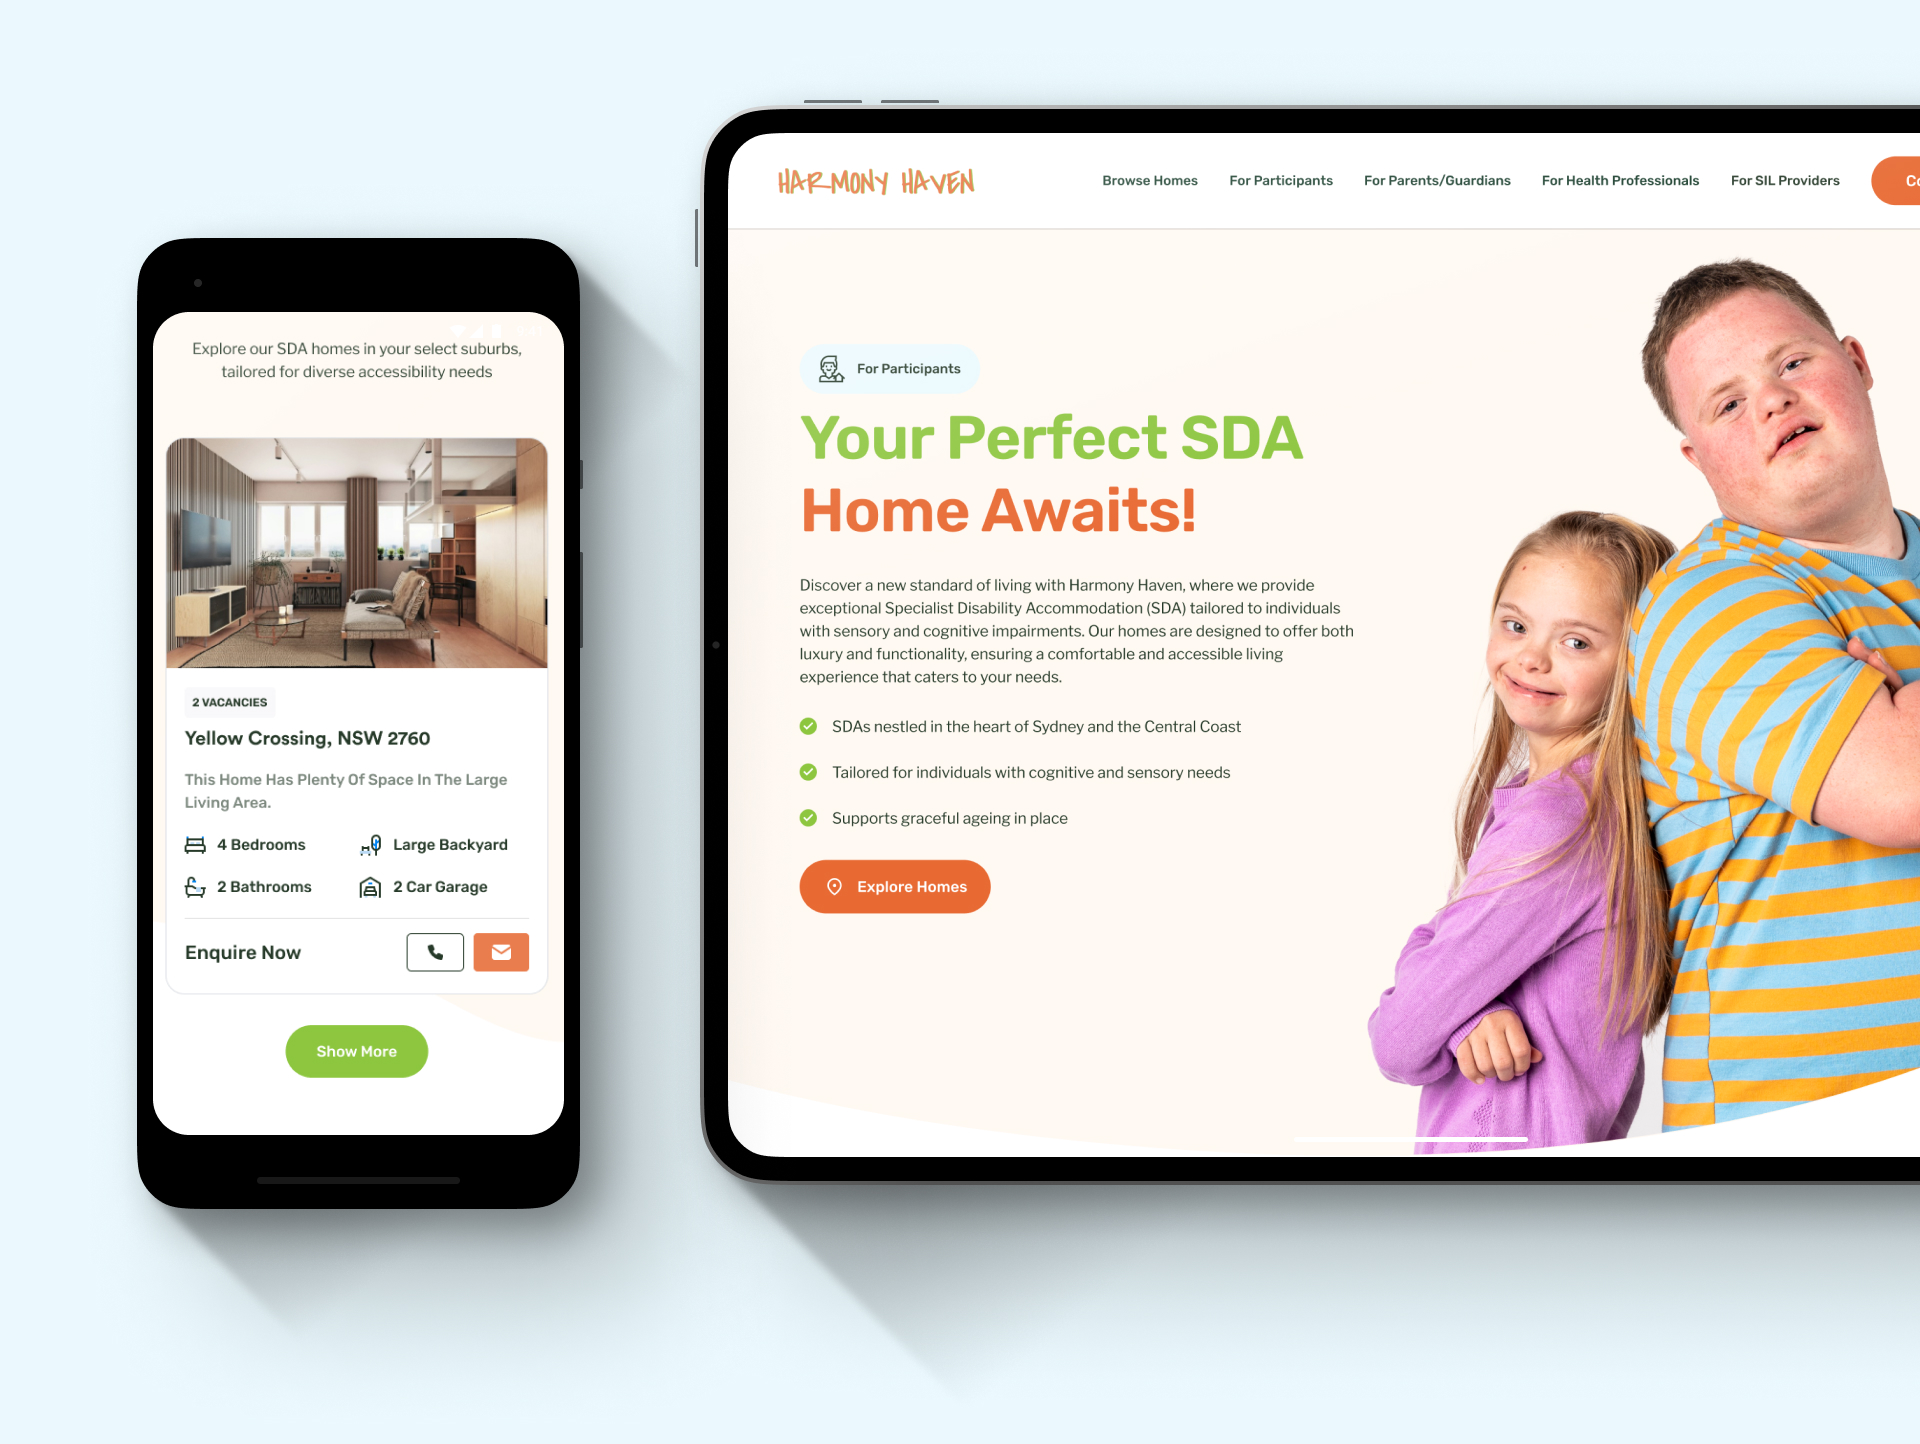 Explore our SDA homes in your select suburbs,
tailored for diverse accessibility needs
2 VACANCIES
Yellow Crossing, NSW 2760
This Home Has Plenty Of Space In The Large
Living Area.
4 Bedrooms
Large Backyard
2 Bathrooms
2 Car Garage
Enquire Now
Show More
HARMONY HAVEN
Browse Homes
For Participants
For Parents/Guardians
For Health Professionals
For SIL Providers
For Participants
Your Perfect SDA
Home Awaits!
Discover a new standard of living with Harmony Haven, where we provide
exceptional Specialist Disability Accommodation (SDA) tailored to individuals
with sensory and cognitive impairments. Our homes are designed to offer both
luxury and functionality, ensuring a comfortable and accessible living
experience that caters to your needs.
SDAs nestled in the heart of Sydney and the Central Coast
Tailored for individuals with cognitive and sensory needs
Supports graceful ageing in place
Explore Homes